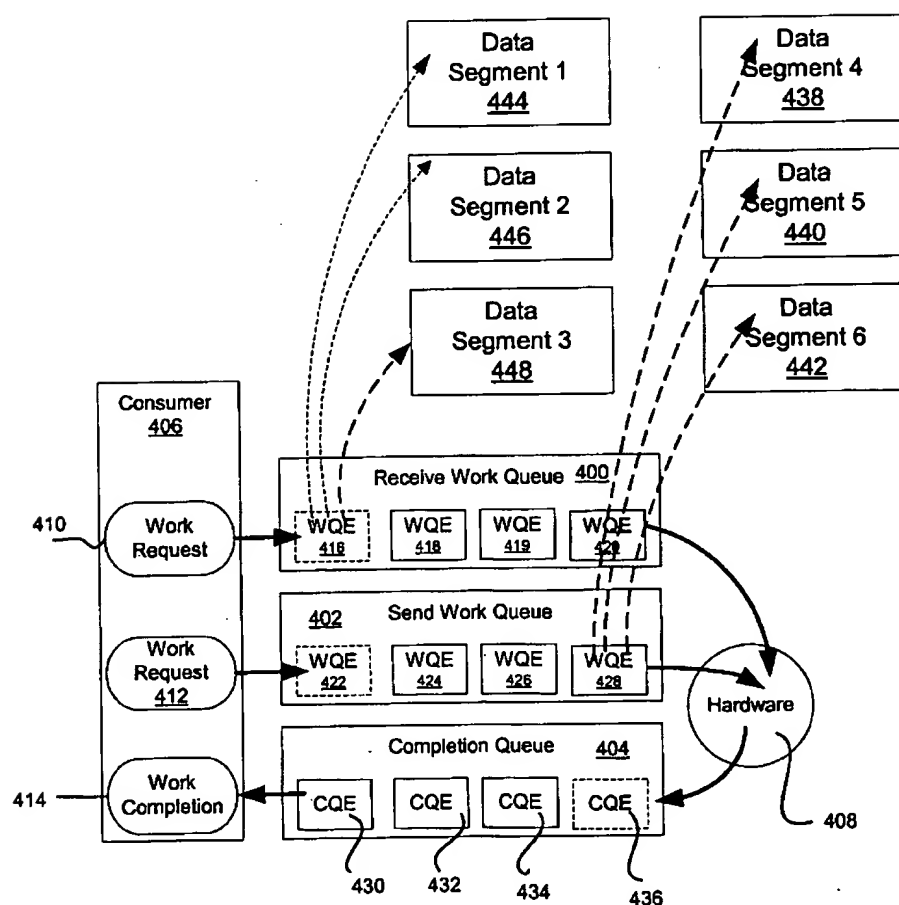 Data
Segment 1
444
Data
Segment 4
438
Data
Segment 2
446
Data
Segment 5
440
Data
Segment 3
448
Data
Segment 6
442
Consumer
406
Receive Work Queue 400
410
Work
Request
WQE
416
WQE
418
WQE
419
WQE
420
402 Send Work Queue
Work
Request
412
WQE
422
WQE
424
WQE
426
WQE
428
Hardware
Completion Queue 404
414
Work
Completion
CQE
CQE
CQE
CQE
408
430
432
434
436